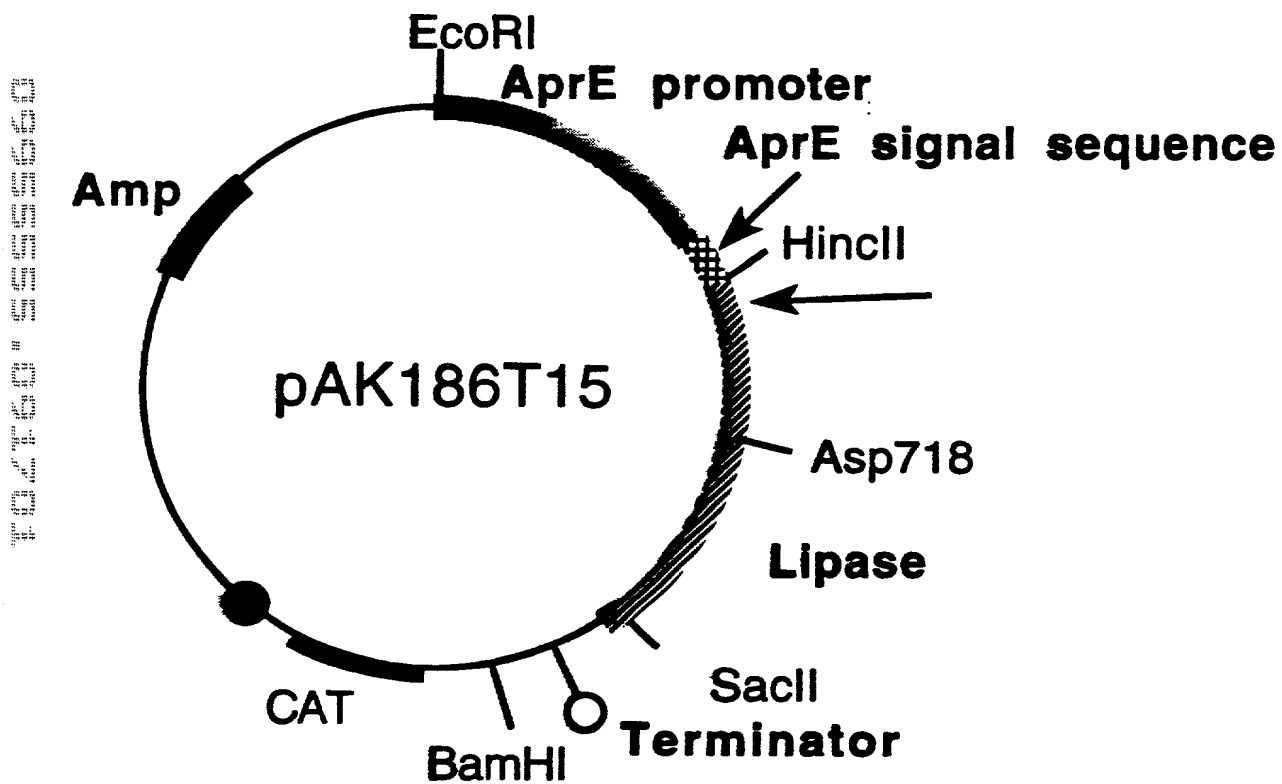 EcoRI
AprE promoter
AprE signal sequence
Amp
HincII
pAK186T15
Asp718
Lipase
SacII
CAT
Terminator
BamHI